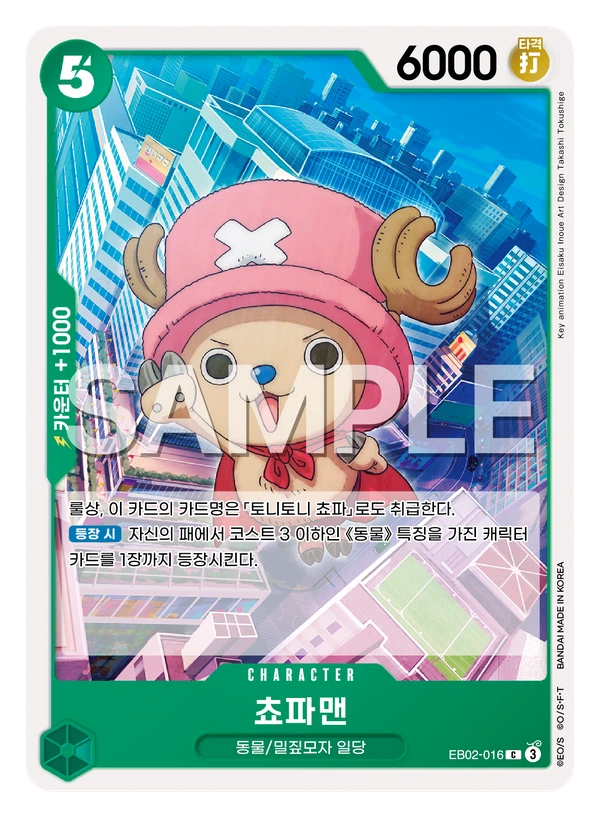 5
6000
타격
打
Key animation Eisaku Inoue Art Design Takashi Tokushige
⚡카운터 +1000
SAMPLE
룰상, 이 카드의 카드명은 「토니토니 쵸파」로도 취급한다.
등장 시 자신의 패에서 코스트 3 이하인 《동물》 특징을 가진 캐릭터
카드를 1장까지 등장시킨다.
CHARACTER
쵸파맨
동물/밀짚모자 일당
EB02-016 C 3
©EO/S ©O/S·F·T BANDAI MADE IN KOREA